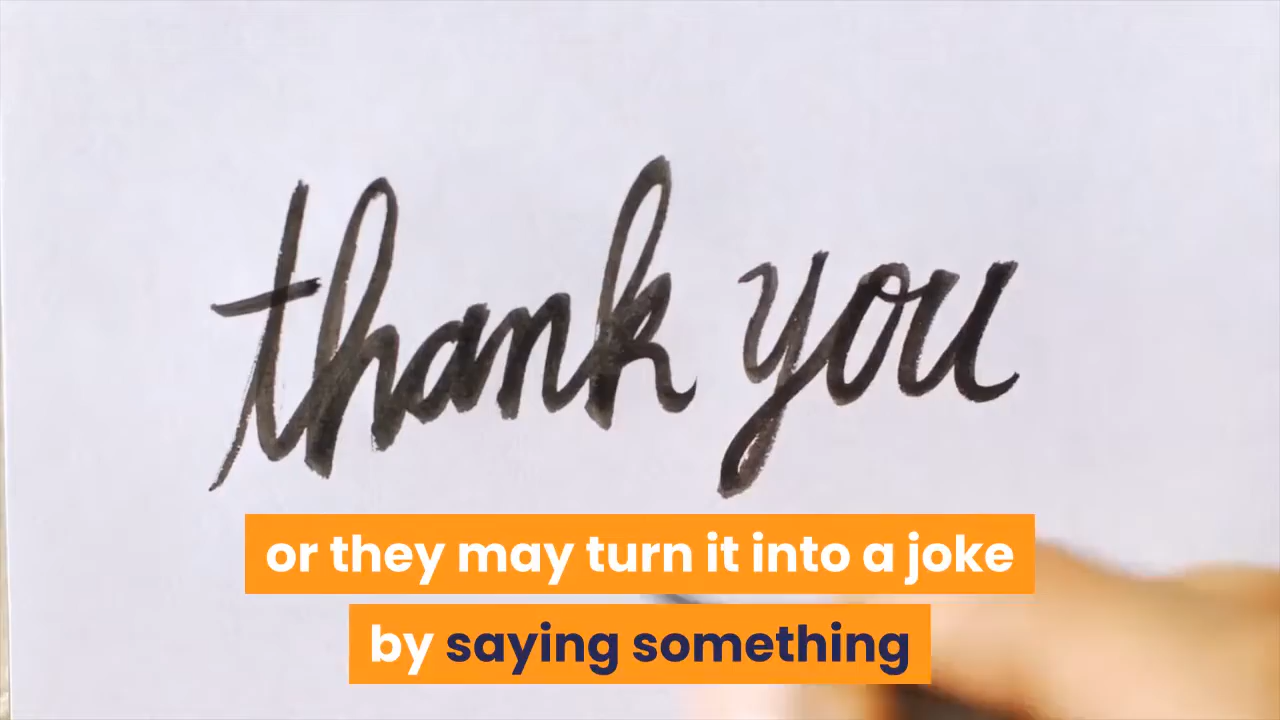 thank you
or they may turn it into a joke
by saying something